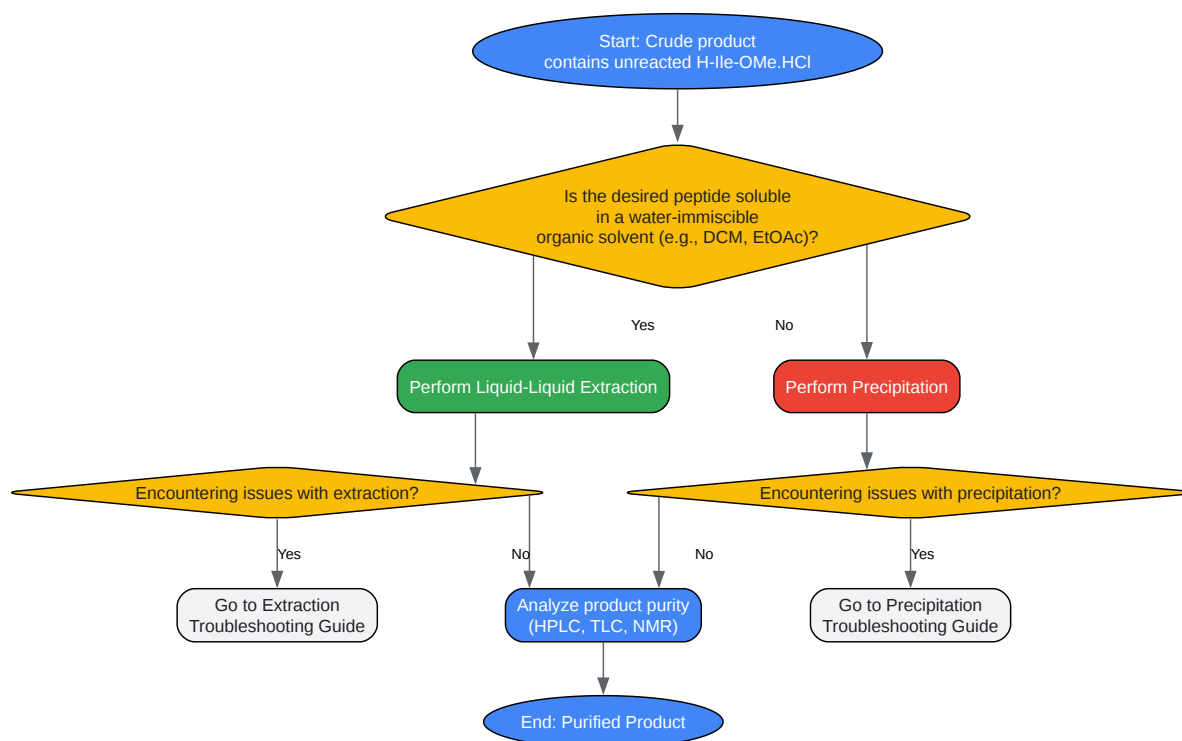 Start: Crude product
contains unreacted H-Ile-OMe.HCl
Is the desired peptide soluble
in a water-immiscible
organic solvent (e.g., DCM, EtOAc)?
Yes
No
Perform Liquid-Liquid Extraction
Perform Precipitation
Encountering issues with extraction?
Encountering issues with precipitation?
Yes
No
No
Yes
Go to Extraction
Troubleshooting Guide
Analyze product purity
(HPLC, TLC, NMR)
Go to Precipitation
Troubleshooting Guide
End: Purified Product